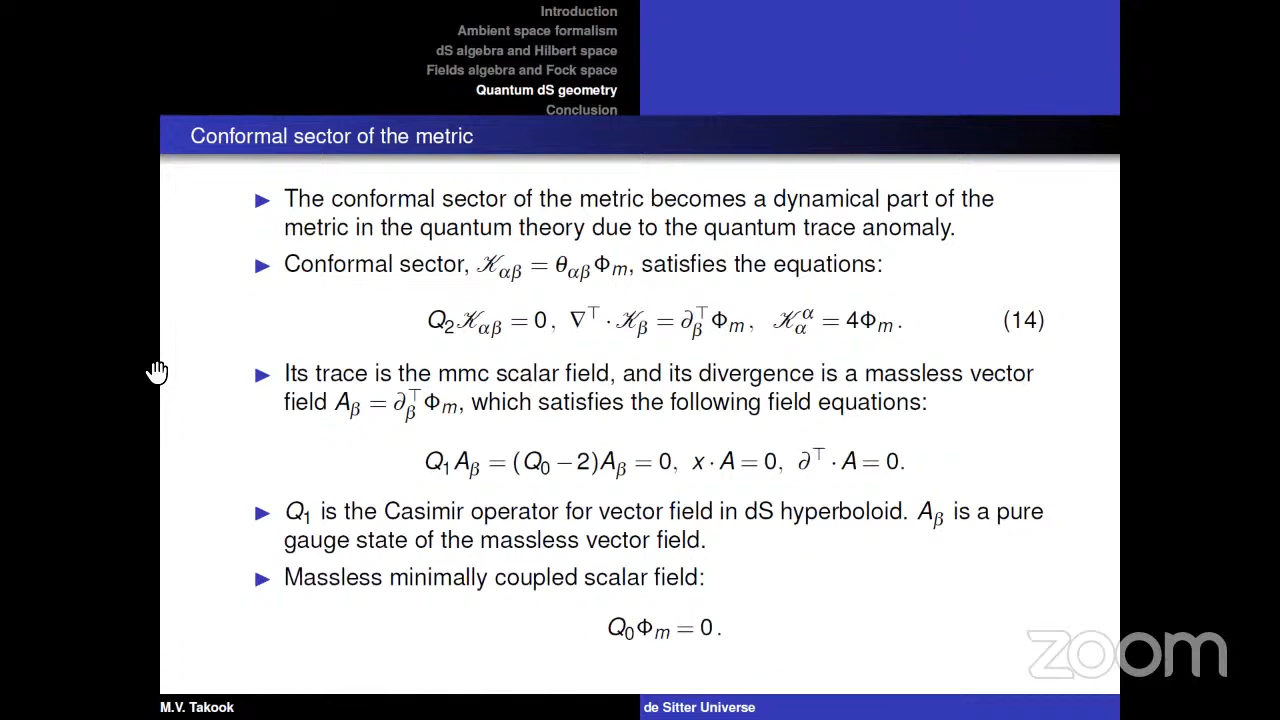 Introduction
Ambient space formalism
dS algebra and Hilbert space
Fields algebra and Fock space
Quantum dS geometry
Conclusion
Conformal sector of the metric
▶ The conformal sector of the metric becomes a dynamical part of the
metric in the quantum theory due to the quantum trace anomaly.
▶ Conformal sector, 𝒦αβ = θαβΦm, satisfies the equations:
Q₂𝒦αβ = 0, ∇⊤ · 𝒦β = ∂⊤βΦm, 𝒦αα = 4Φm. (14)
▶ Its trace is the mmc scalar field, and its divergence is a massless vector
field Aβ = ∂⊤βΦm, which satisfies the following field equations:
Q₁Aβ = (Q₀ − 2)Aβ = 0, x · A = 0, ∂⊤ · A = 0.
▶ Q₁ is the Casimir operator for vector field in dS hyperboloid. Aβ is a pure
gauge state of the massless vector field.
▶ Massless minimally coupled scalar field:
Q₀Φm = 0.
zoom
M.V. Takook
de Sitter Universe